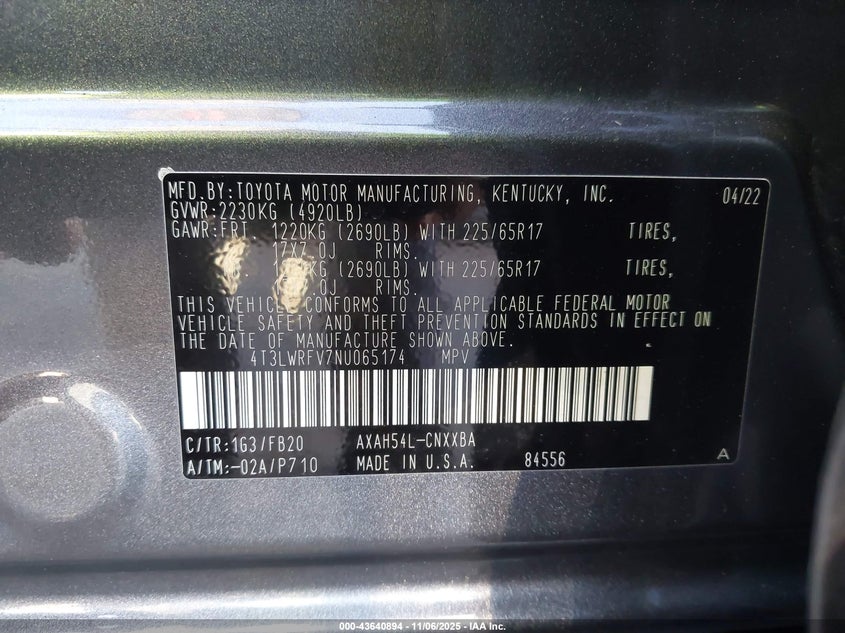 MFD.BY:TOYOTA MOTOR MANUFACTURING, KENTUCKY, INC. 04/22
GVWR:2230KG (4920LB)
GAWR:FRT. 1220KG (2690LB) WITH 225/65R17 TIRES,
17X7.0J RIMS.
(2690LB) WITH 225/65R17 TIRES,
RIMS.
THIS VEHICLE CONFORMS TO ALL APPLICABLE FEDERAL MOTOR
VEHICLE SAFETY AND THEFT PREVENTION STANDARDS IN EFFECT ON
THE DATE OF MANUFACTURE SHOWN ABOVE.
4T3LWRFV7NU065174 MPV
C/TR:1G3/FB20 AXAH54L-CNXXBA
A/TM:-02A/P710 MADE IN U.S.A. 84556 A
000-43640894 - 11/06/2025 - IAA Inc.